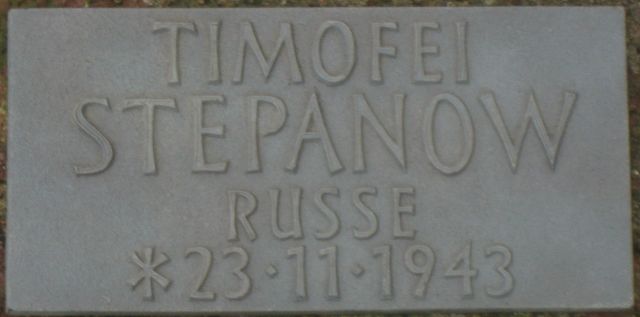 TIMOFEI
STEPANOW
RUSSE
*23·11·1943